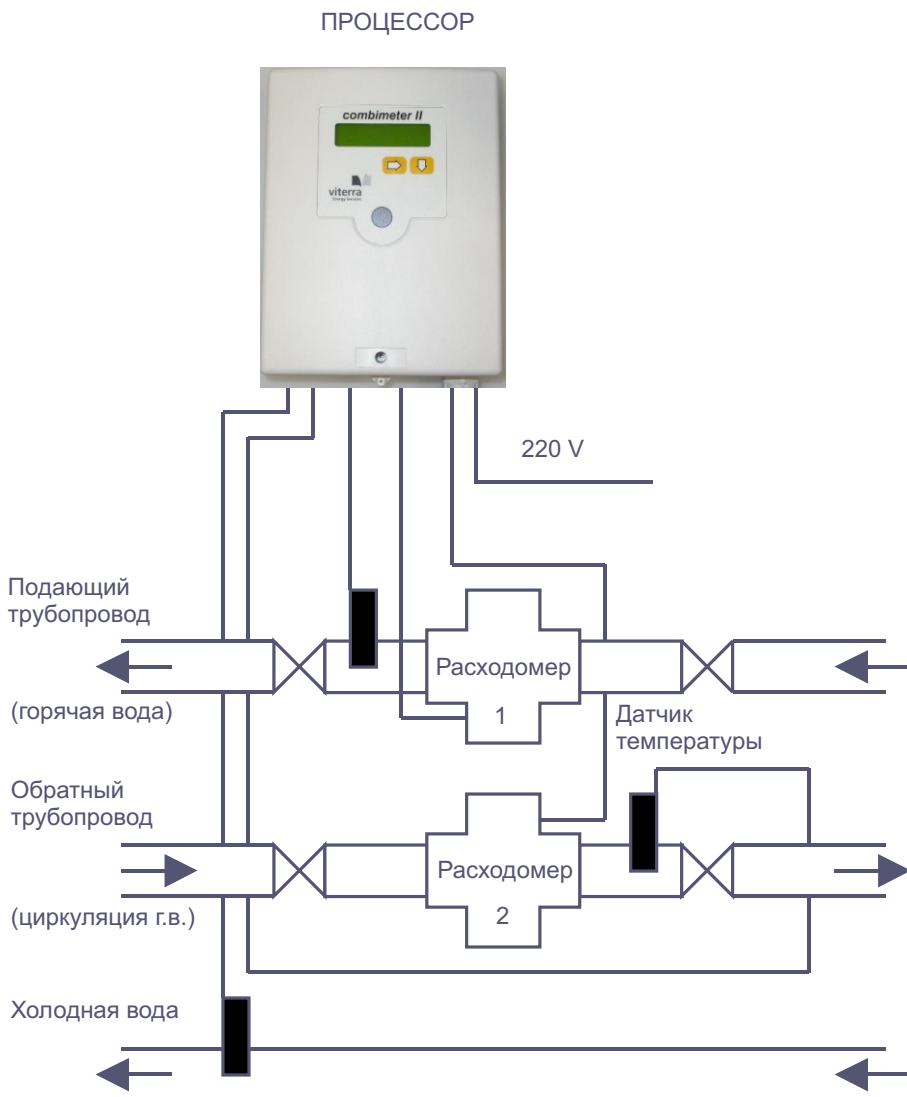 ПРОЦЕССОР
combimeter II
viterra
Energy Services
220 V
Подающий
трубопровод
Расходомер
1
(горячая вода)
Датчик
температуры
Обратный
трубопровод
Расходомер
2
(циркуляция г.в.)
Холодная вода